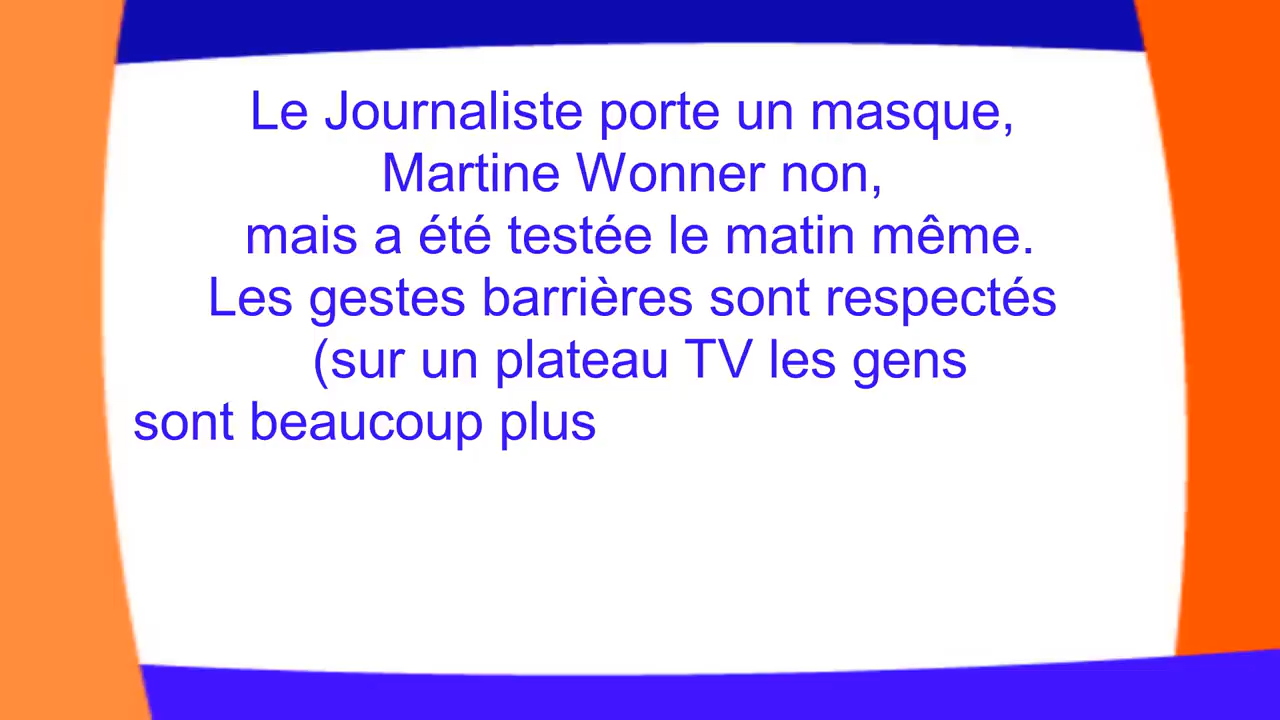 Le Journaliste porte un masque,
Martine Wonner non,
mais a été testée le matin même.
Les gestes barrières sont respectés
(sur un plateau TV les gens
sont beaucoup plus